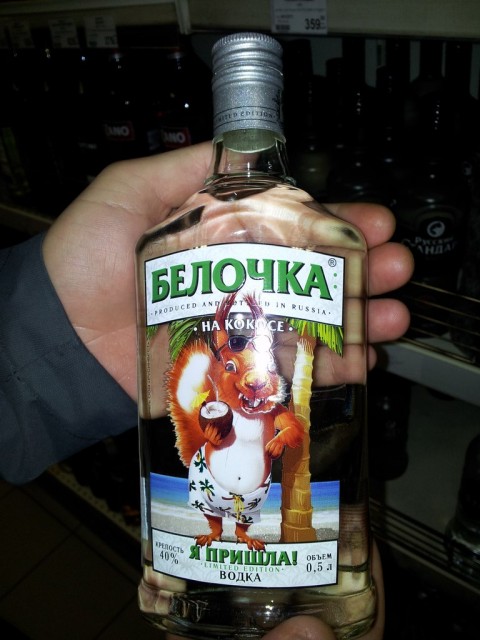 359
LIMITED EDITION
БЕЛОЧКА®
·PRODUCED AND BOTTLED IN RUSSIA·
·НА КОКОСЕ·
Я ПРИШЛА!
КРЕПОСТЬ
40%
·LIMITED EDITION·
ВОДКА
ОБЪЕМ
0,5 л